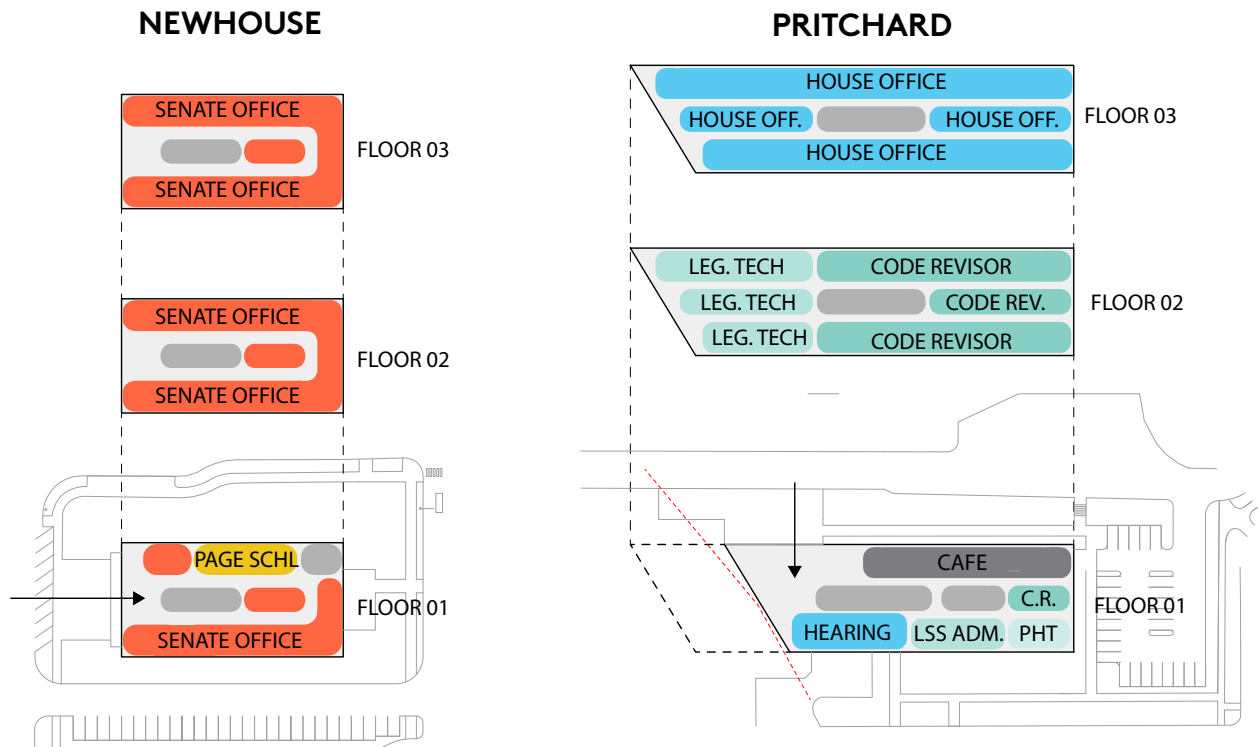 NEWHOUSE
SENATE OFFICE
SENATE OFFICE
FLOOR 03
SENATE OFFICE
SENATE OFFICE
FLOOR 02
PAGE SCHL
SENATE OFFICE
FLOOR 01
PRITCHARD
HOUSE OFFICE
HOUSE OFF.
HOUSE OFF.
HOUSE OFFICE
FLOOR 03
LEG. TECH
CODE REVISOR
LEG. TECH
CODE REV.
LEG. TECH
CODE REVISOR
FLOOR 02
CAFE
C.R.
HEARING
LSS ADM.
PHT
FLOOR 01